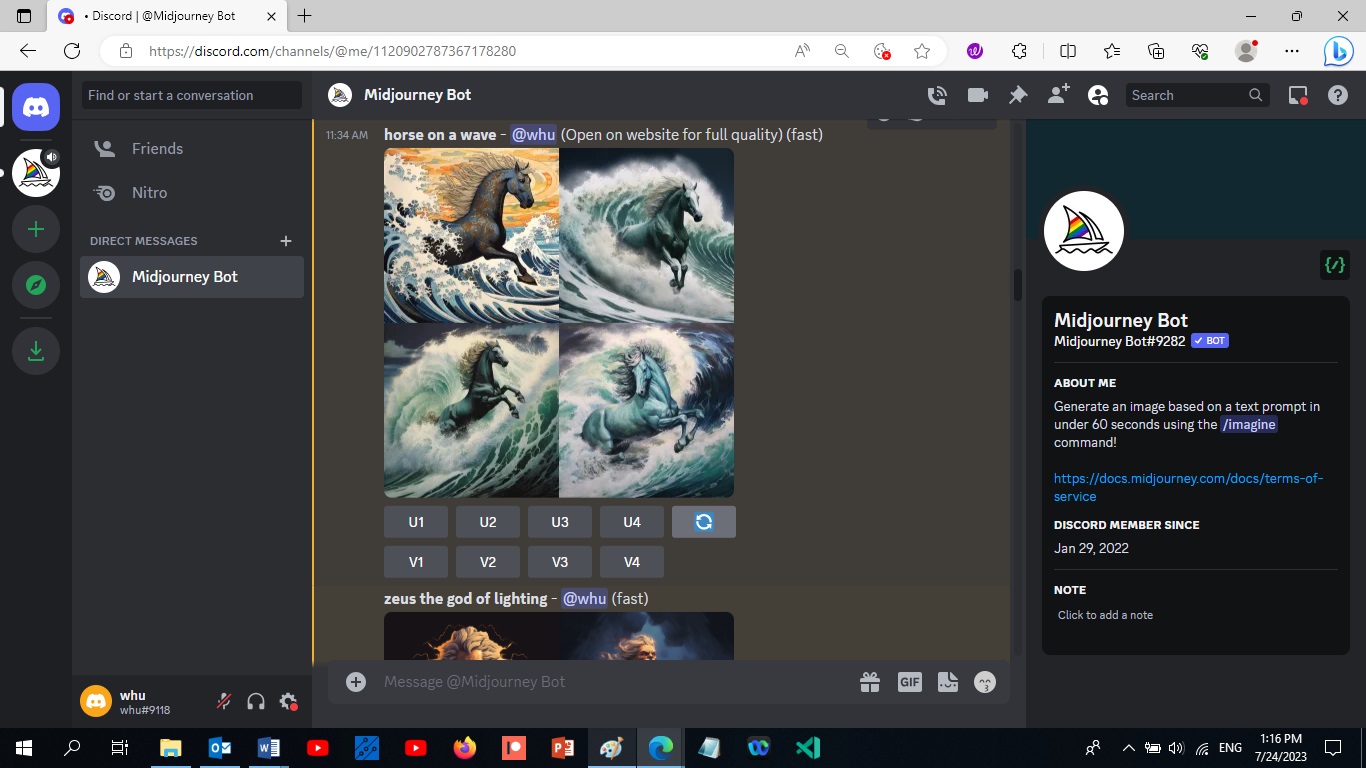 • Discord | @Midjourney Bot
https://discord.com/channels/@me/1120902787367178280
Find or start a conversation
Friends
Nitro
DIRECT MESSAGES
Midjourney Bot
whu
whu#9118
Midjourney Bot
Search
11:34 AM horse on a wave - @whu (Open on website for full quality) (fast)
U1 U2 U3 U4
V1 V2 V3 V4
zeus the god of lighting - @whu (fast)
Message @Midjourney Bot
GIF
Midjourney Bot
Midjourney Bot#9282 ✓ BOT
ABOUT ME
Generate an image based on a text prompt in
under 60 seconds using the /imagine
command!
https://docs.midjourney.com/docs/terms-of-
service
DISCORD MEMBER SINCE
Jan 29, 2022
NOTE
Click to add a note
ENG
1:16 PM
7/24/2023